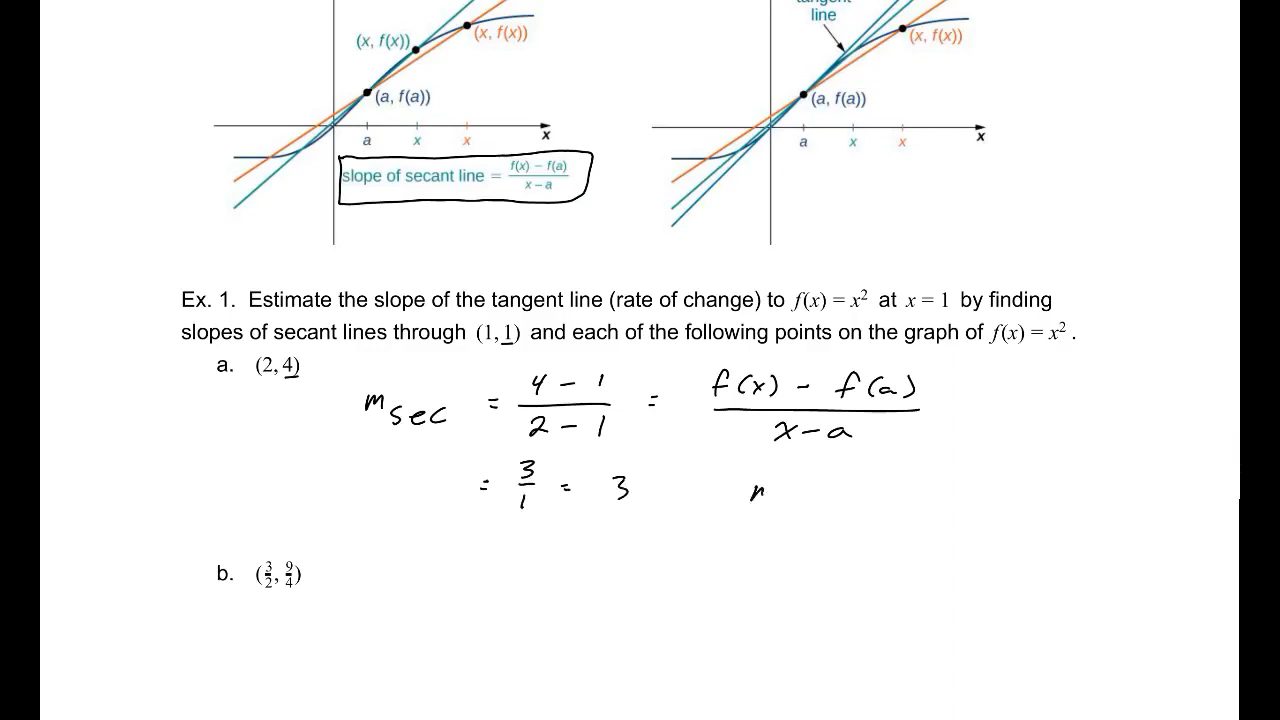 tangent
line
(x, f(x)) (x, f(x)) (x, f(x))
(a, f(a)) (a, f(a))
a x x x a x x x
slope of secant line = f(x) – f(a) / x – a
Ex. 1. Estimate the slope of the tangent line (rate of change) to f(x) = x² at x = 1 by finding
slopes of secant lines through (1, 1) and each of the following points on the graph of f(x) = x² .
a. (2, 4)
m sec = 4 - 1 / 2 - 1 = f(x) - f(a) / x - a
= 3/1 = 3
b. (3/2, 9/4)